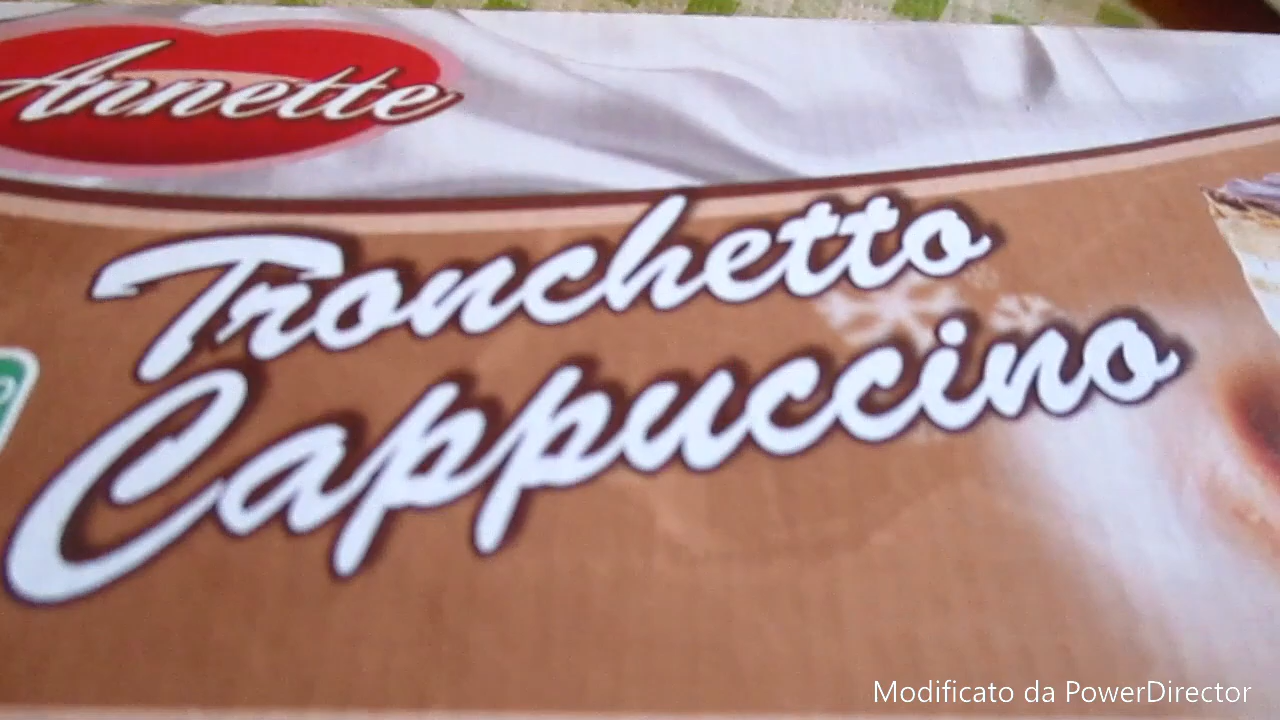 Annette
Tronchetto
Cappuccino
Modificato da PowerDirector